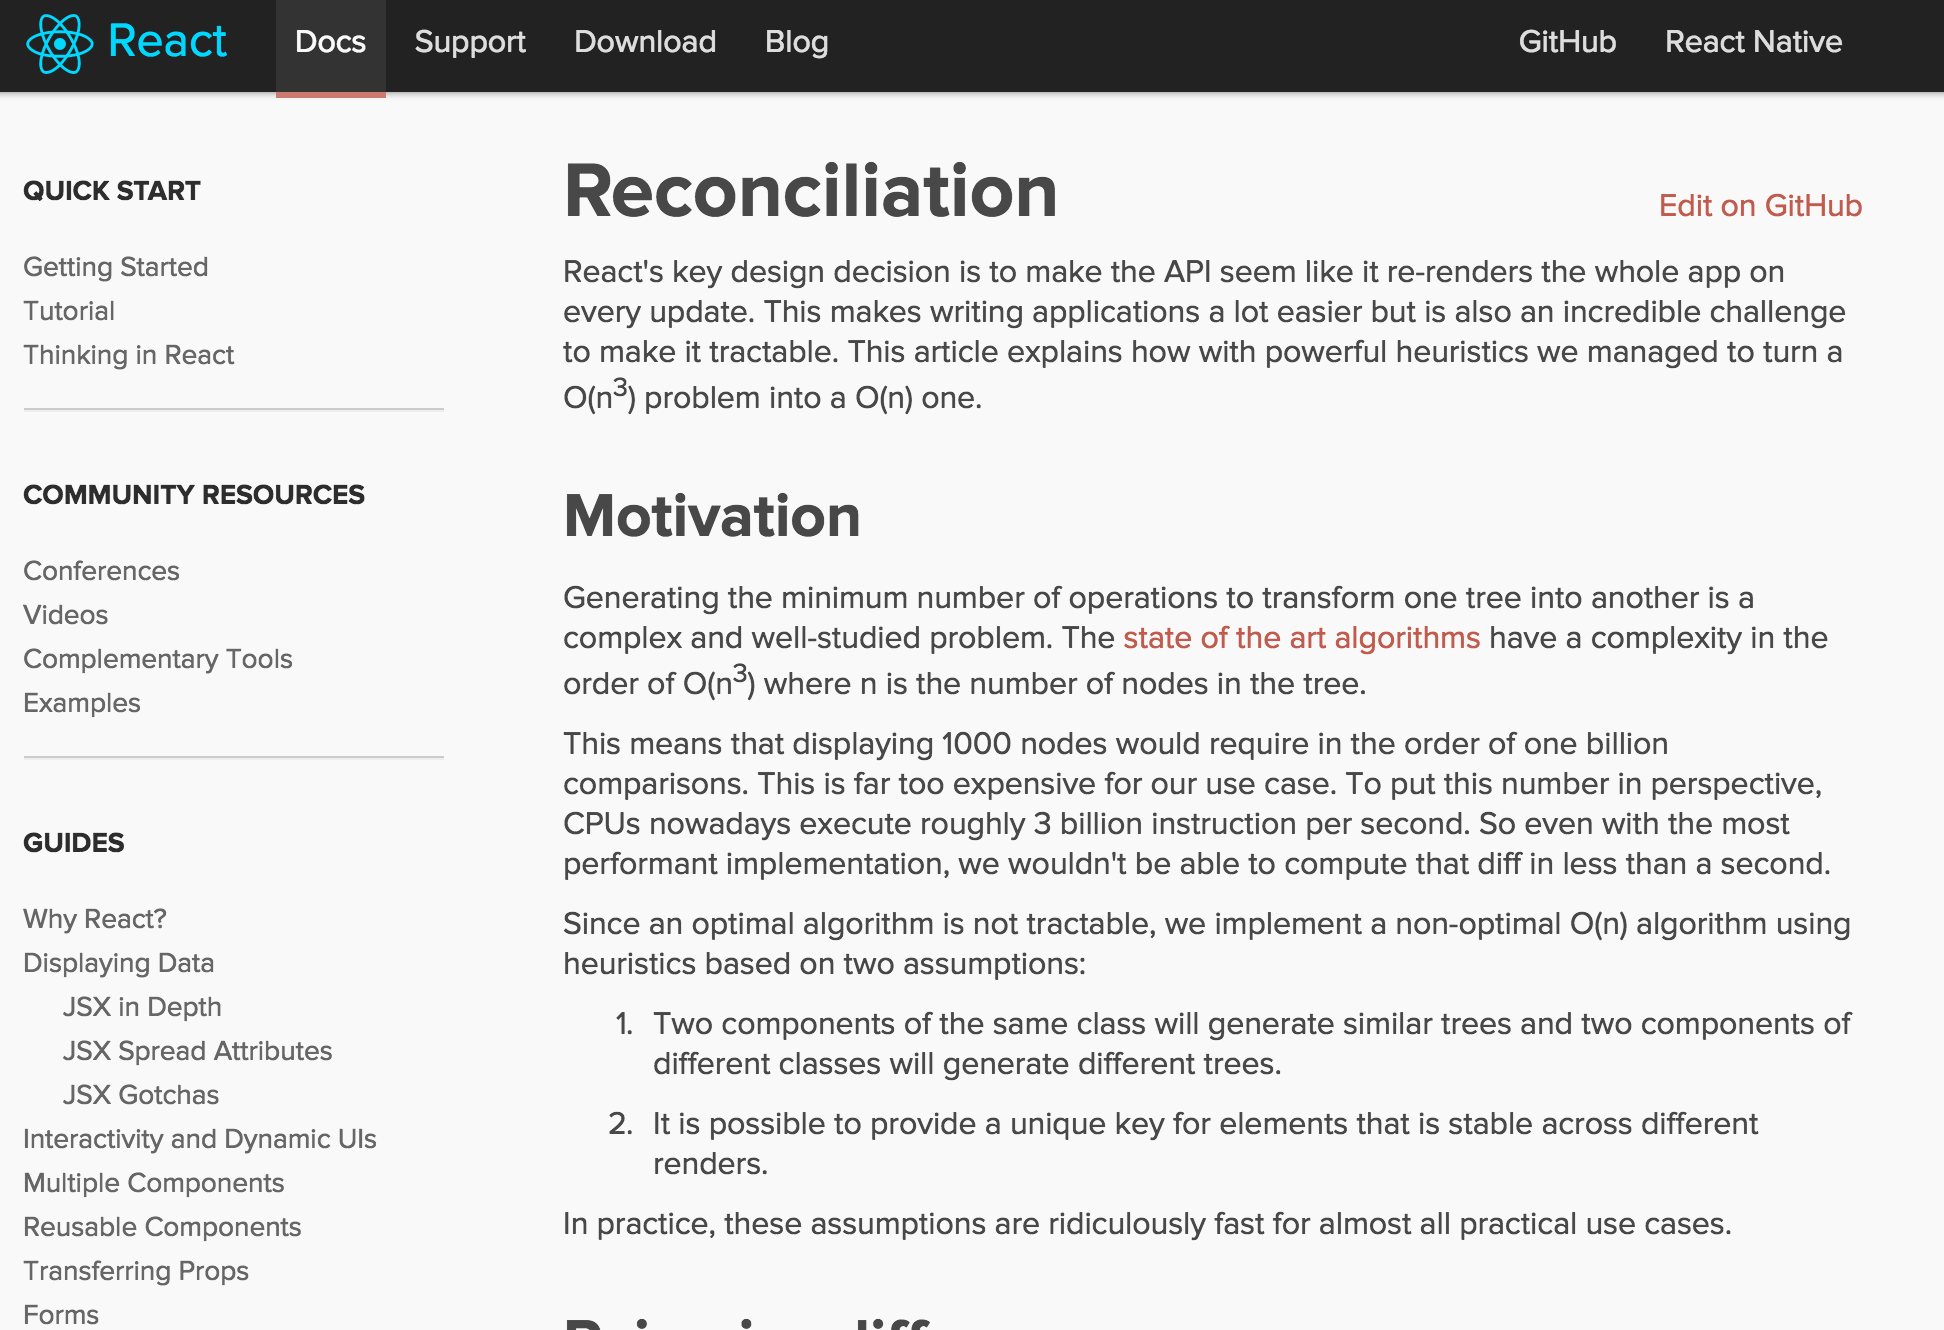 React
Docs
Support
Download
Blog
GitHub
React Native
QUICK START
Getting Started
Tutorial
Thinking in React
COMMUNITY RESOURCES
Conferences
Videos
Complementary Tools
Examples
GUIDES
Why React?
Displaying Data
JSX in Depth
JSX Spread Attributes
JSX Gotchas
Interactivity and Dynamic UIs
Multiple Components
Reusable Components
Transferring Props
Forms
Reconciliation
Edit on GitHub
React's key design decision is to make the API seem like it re-renders the whole app on
every update. This makes writing applications a lot easier but is also an incredible challenge
to make it tractable. This article explains how with powerful heuristics we managed to turn a
O(n³) problem into a O(n) one.
Motivation
Generating the minimum number of operations to transform one tree into another is a
complex and well-studied problem. The state of the art algorithms have a complexity in the
order of O(n³) where n is the number of nodes in the tree.
This means that displaying 1000 nodes would require in the order of one billion
comparisons. This is far too expensive for our use case. To put this number in perspective,
CPUs nowadays execute roughly 3 billion instruction per second. So even with the most
performant implementation, we wouldn't be able to compute that diff in less than a second.
Since an optimal algorithm is not tractable, we implement a non-optimal O(n) algorithm using
heuristics based on two assumptions:
1. Two components of the same class will generate similar trees and two components of
different classes will generate different trees.
2. It is possible to provide a unique key for elements that is stable across different
renders.
In practice, these assumptions are ridiculously fast for almost all practical use cases.